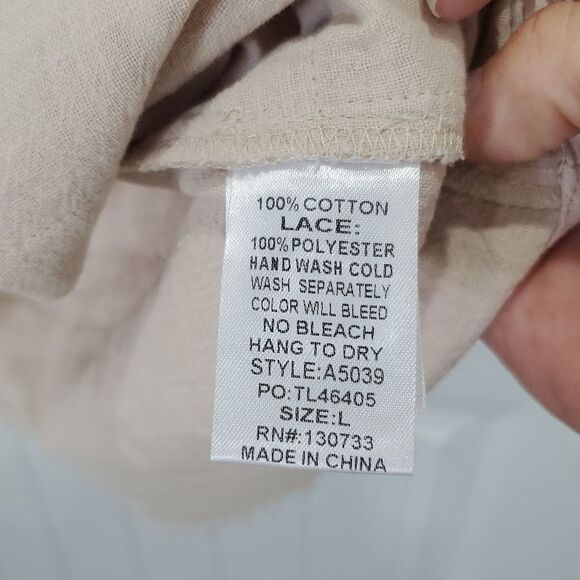 100% COTTON
LACE:
100% POLYESTER
HAND WASH COLD
WASH SEPARATELY
COLOR WILL BLEED
NO BLEACH
HANG TO DRY
STYLE:A5039
PO:TL46405
SIZE:L
RN#:130733
MADE IN CHINA